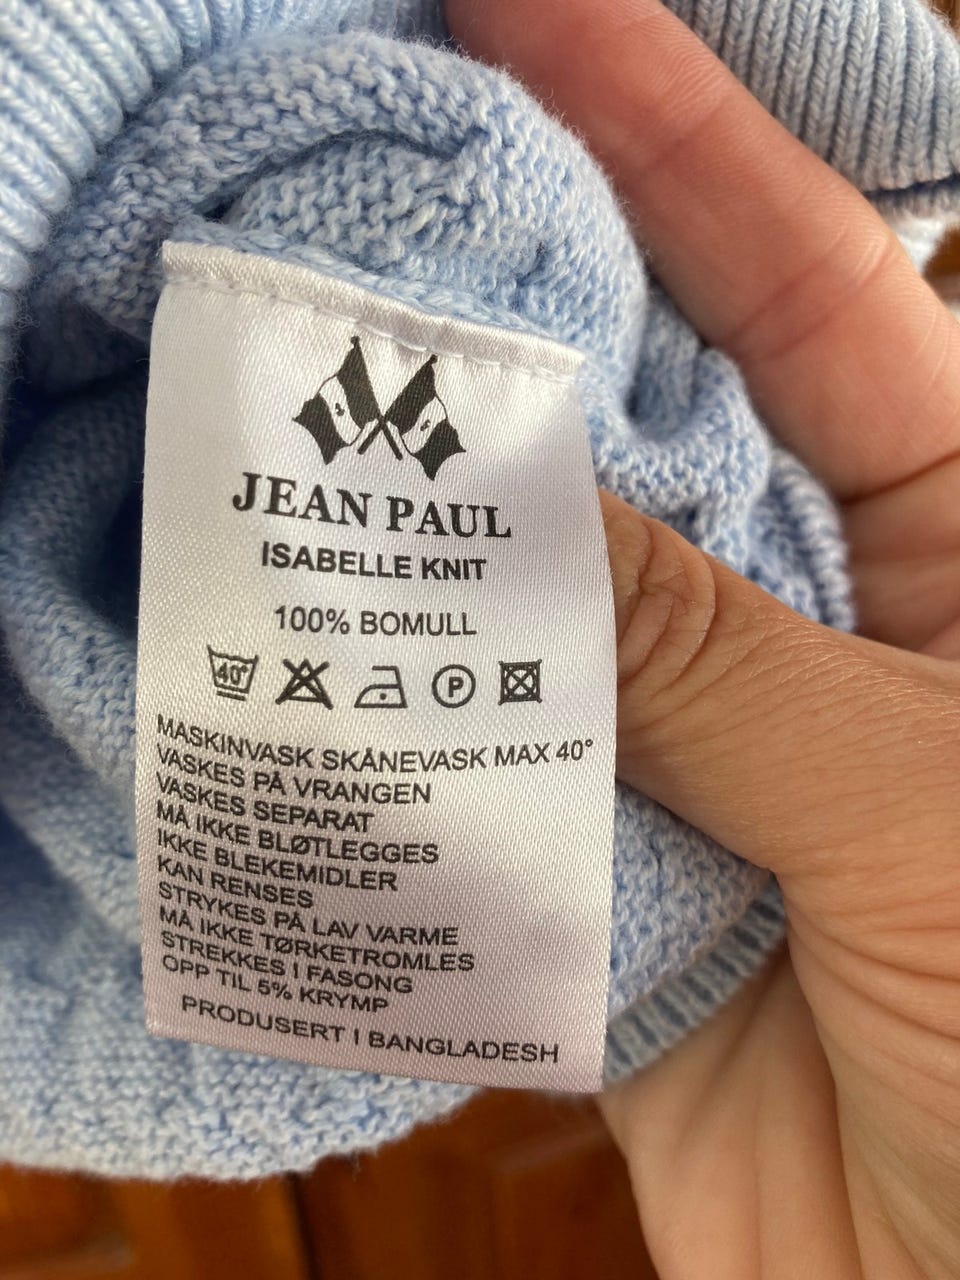 JEAN PAUL
ISABELLE KNIT
100% BOMULL
40° P
MASKINVASK SKÅNEVASK MAX 40°
VASKES PÅ VRANGEN
VASKES SEPARAT
MÅ IKKE BLØTLEGGES
IKKE BLEKEMIDLER
KAN RENSES
STRYKES PÅ LAV VARME
MÅ IKKE TØRKETROMLES
STREKKES I FASONG
OPP TIL 5% KRYMP
PRODUSERT I BANGLADESH